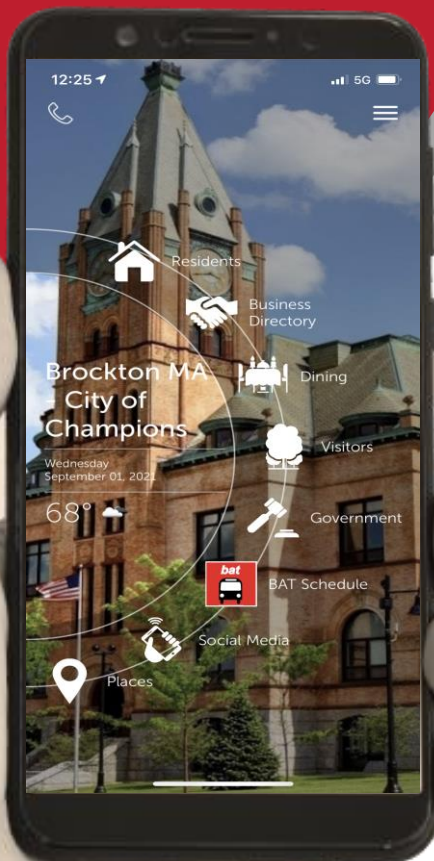 12:25
5G
Residents
Business
Directory
Brockton MA
- City of
Champions
Dining
Wednesday
September 01, 2021
Visitors
68°
Government
bat
BAT Schedule
Social Media
Places